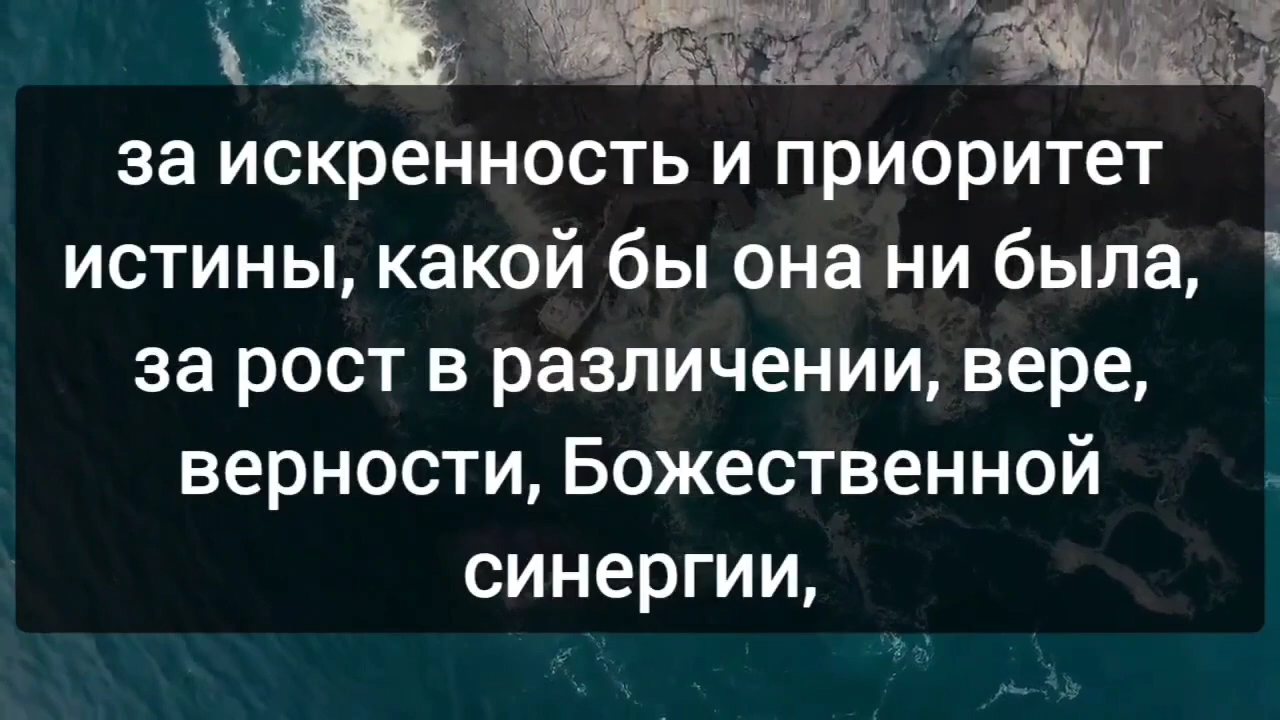 за искренность и приоритет
истины, какой бы она ни была,
за рост в различении, вере,
верности, Божественной
синергии,